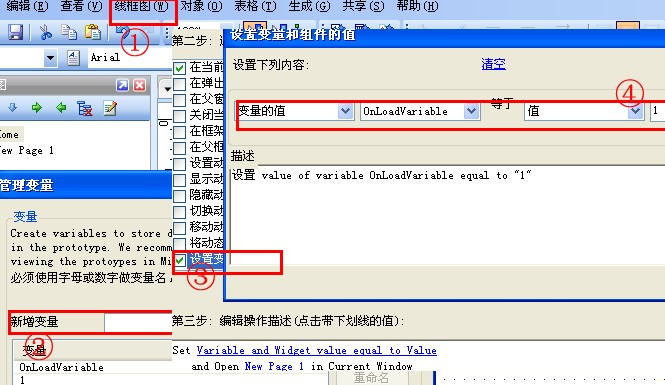 编辑(E) 查看(V) 线框图(W) 对象(O) 表格(T) 生成(G) 共享(S) 帮助(H)
①
Arial
第二步:
设置变量和组件的值
设置下列内容: 清空
在当前
在弹出
在父窗
关闭当
在框架
在父框
设置动
显示动
隐藏动
切换动
移动动
将动态
设置变
③
④
变量的值 OnLoadVariable 等于 值 1
描述
设置 value of variable OnLoadVariable equal to "1"
Home
New Page 1
管理变量
变量
Create variables to store d
in the prototype. We recomm
viewing the protoypes in Mi
必须使用字母或数字做变量名
新增变量
②
变量
OnLoadVariable
1
第三步: 编辑操作描述(点击带下划线的值):
Set Variable and Widget value equal to Value
and Open New Page 1 in Current Window
重命名